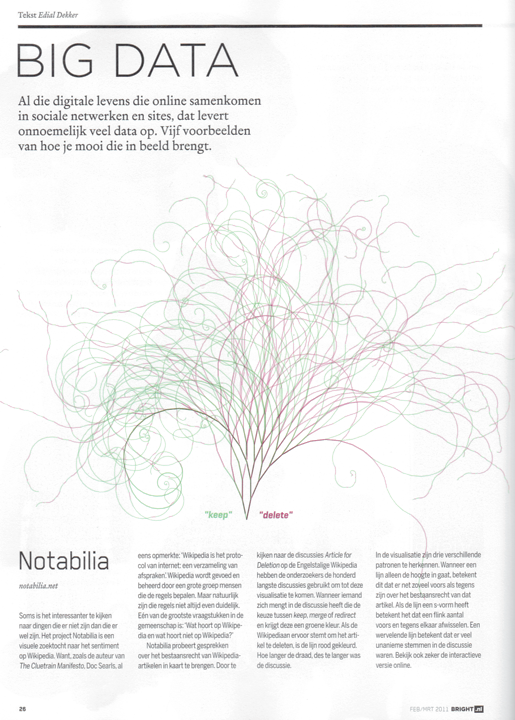 Tekst Edial Dekker
BIG DATA
Al die digitale levens die online samenkomen
in sociale netwerken en sites, dat levert
onnoemelijk veel data op. Vijf voorbeelden
van hoe je mooi die in beeld brengt.
"keep" "delete"
Notabilia
notabilia.net
Soms is het interessanter te kijken
naar dingen die er niet zijn dan die er
wel zijn. Het project Notabilia is een
visuele zoektocht naar het sentiment
op Wikipedia. Want, zoals de auteur van
The Cluetrain Manifesto, Doc Searls, al
eens opmerkte: 'Wikipedia is het proto-
col van internet: een verzameling van
afspraken'. Wikipedia wordt gevoed en
beheerd door een grote groep mensen
die de regels bepalen. Maar natuurlijk
zijn die regels niet altijd even duidelijk.
Eén van de grootste vraagstukken in de
gemeenschap is: 'Wat hoort op Wikipe-
dia en wat hoort niet op Wikipedia?'
Notabilia probeert gesprekken
over het bestaansrecht van Wikipedia-
artikelen in kaart te brengen. Door te
kijken naar de discussies Article for
Deletion op de Engelstalige Wikipedia
hebben de onderzoekers de honderd
langste discussies gebruikt om tot deze
visualisatie te komen. Wanneer iemand
zich mengt in de discussie heeft die de
keuze tussen keep, merge of redirect
en krijgt deze een groene kleur. Als de
Wikipediaan ervoor stemt om het arti-
kel te deleten, is de lijn rood gekleurd.
Hoe langer de draad, des te langer was
de discussie.
In de visualisatie zijn drie verschillende
patronen te herkennen. Wanneer een
lijn alleen de hoogte in gaat, betekent
dit dat er net zoveel voors als tegens
zijn over het bestaansrecht van dat
artikel. Als de lijn een s-vorm heeft
betekent het dat een flink aantal
voors en tegens elkaar afwisselen. Een
wervelende lijn betekent dat er veel
unanieme stemmen in de discussie
waren. Bekijk ook zeker de interactieve
versie online.
26
FEB/MRT 2011 BRIGHT.nl